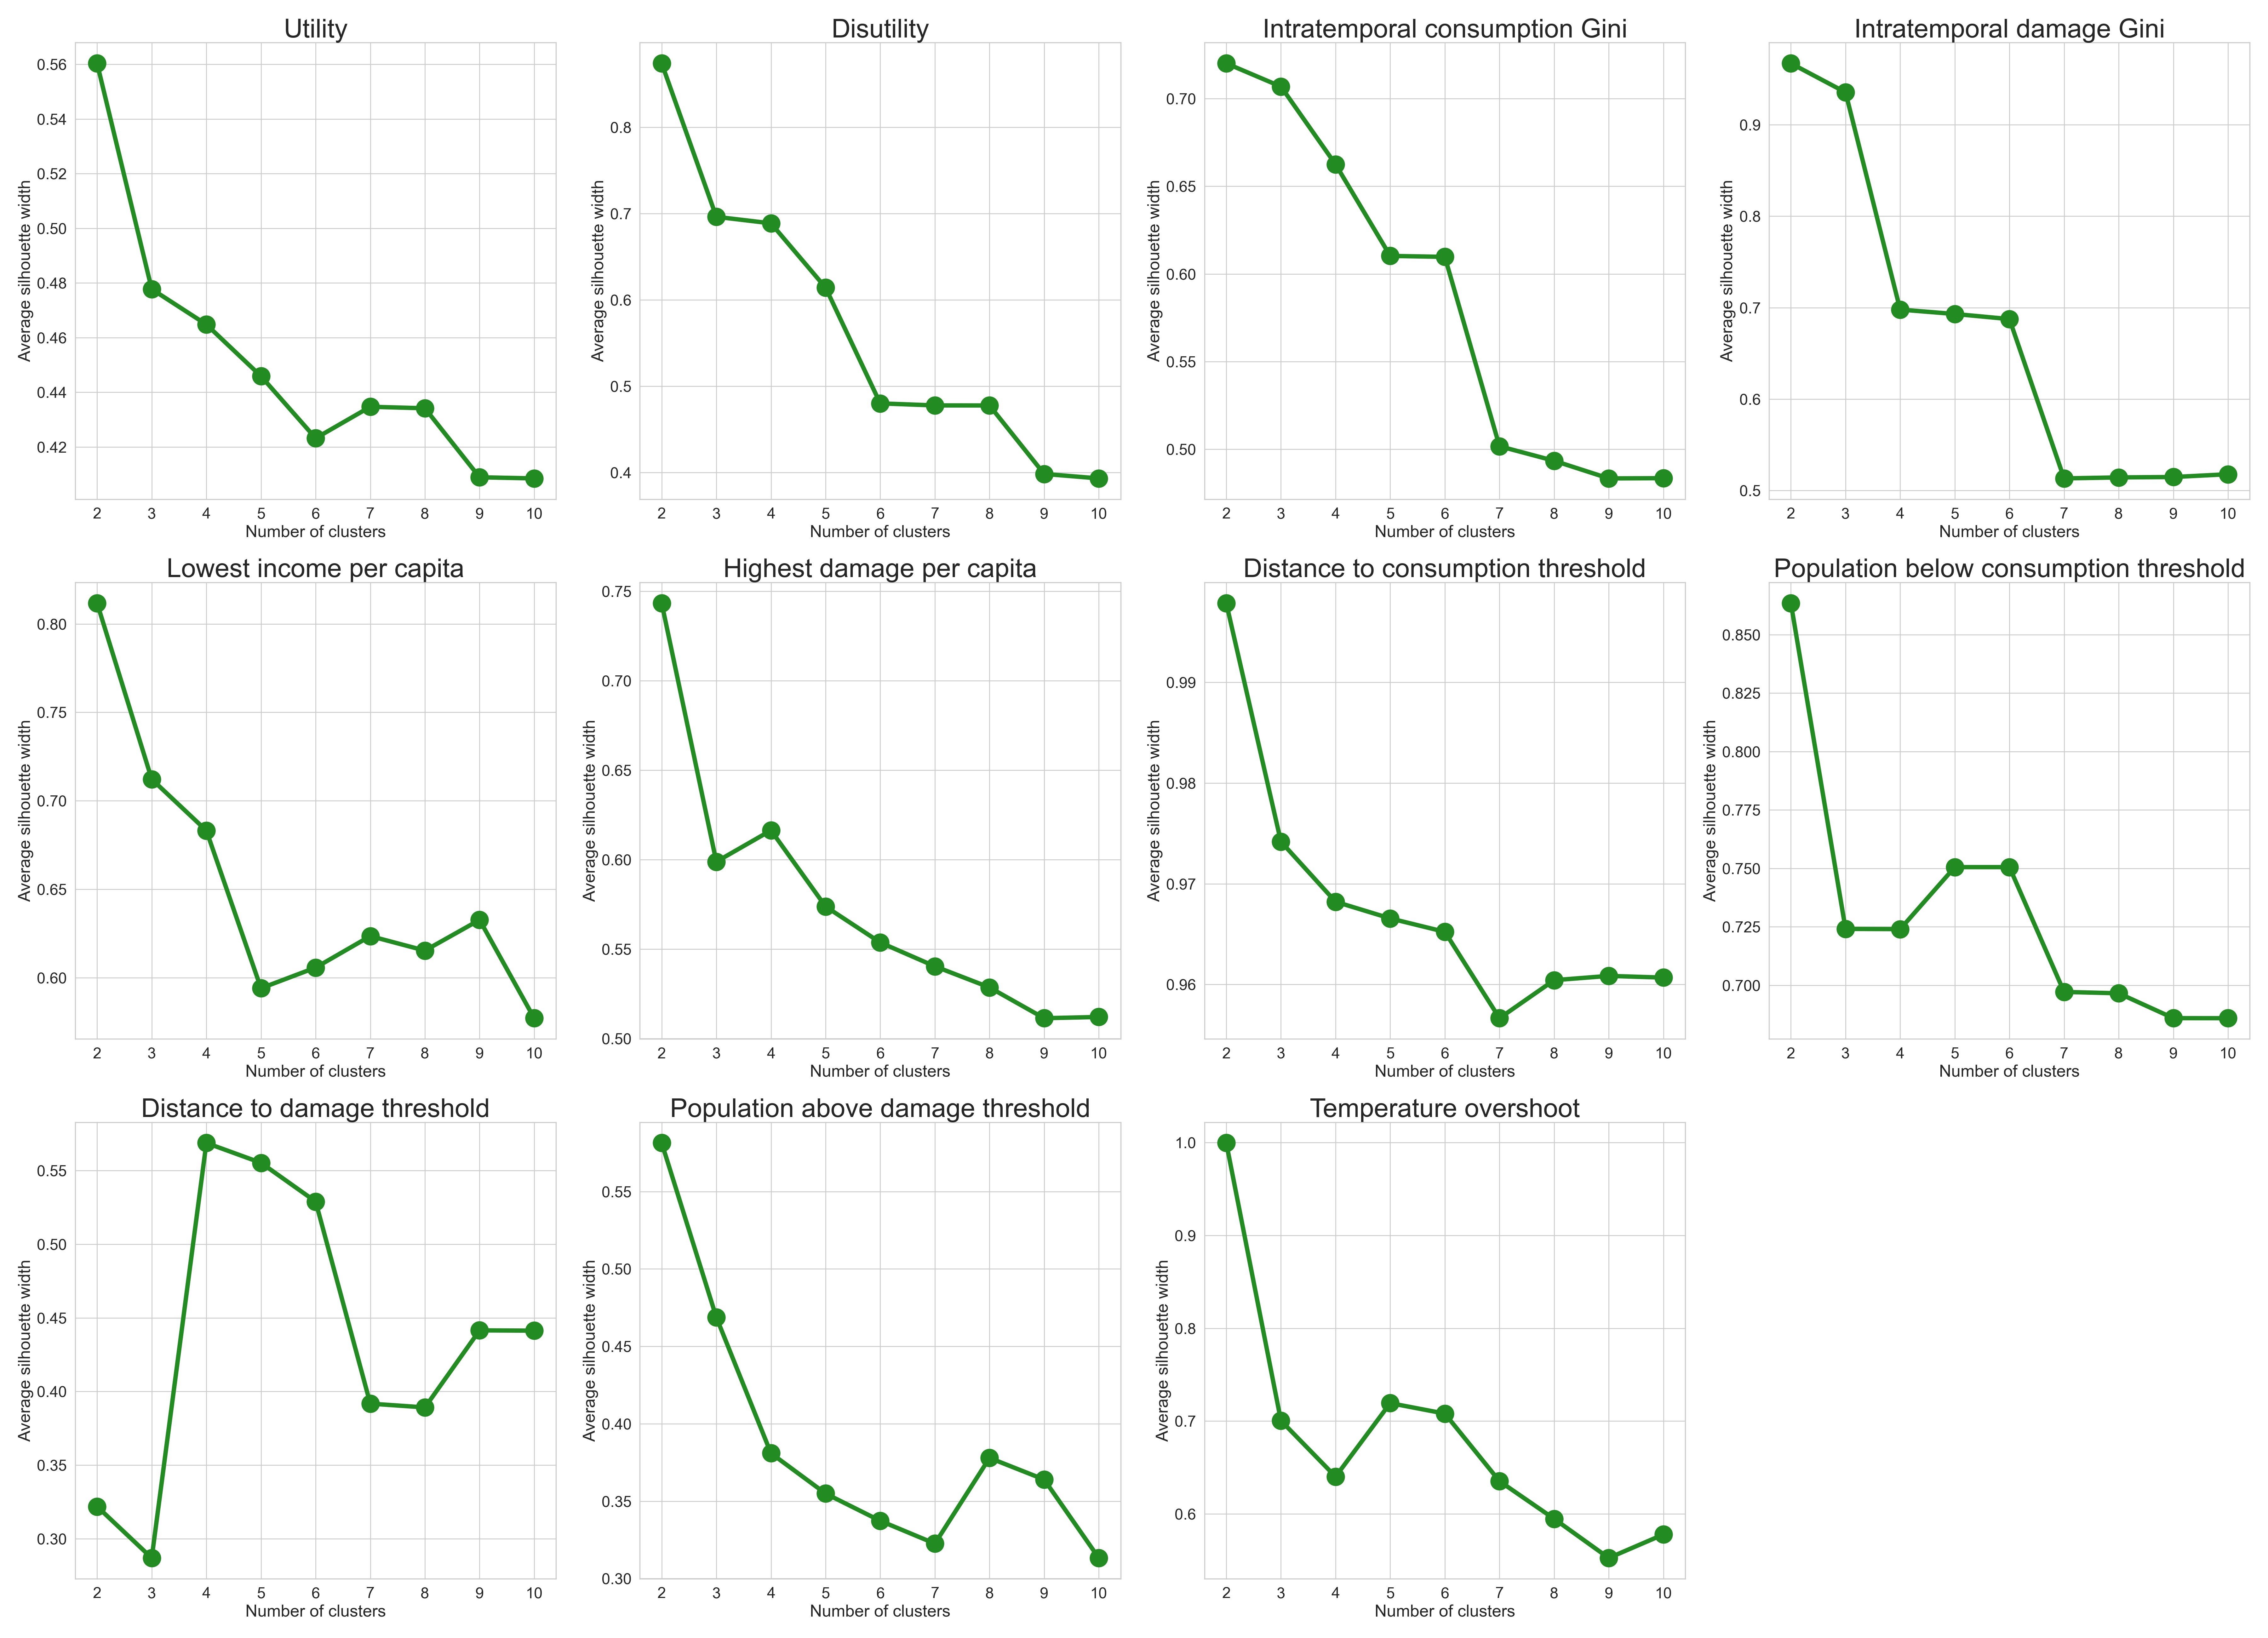 Utility
Average silhouette width
0.56
0.54
0.52
0.50
0.48
0.46
0.44
0.42
2 3 4 5 6 7 8 9 10
Number of clusters
Disutility
Average silhouette width
0.8
0.7
0.6
0.5
0.4
2 3 4 5 6 7 8 9 10
Number of clusters
Intratemporal consumption Gini
Average silhouette width
0.70
0.65
0.60
0.55
0.50
2 3 4 5 6 7 8 9 10
Number of clusters
Intratemporal damage Gini
Average silhouette width
0.9
0.8
0.7
0.6
0.5
2 3 4 5 6 7 8 9 10
Number of clusters
Lowest income per capita
Average silhouette width
0.80
0.75
0.70
0.65
0.60
2 3 4 5 6 7 8 9 10
Number of clusters
Highest damage per capita
Average silhouette width
0.75
0.70
0.65
0.60
0.55
0.50
2 3 4 5 6 7 8 9 10
Number of clusters
Distance to consumption threshold
Average silhouette width
0.99
0.98
0.97
0.96
2 3 4 5 6 7 8 9 10
Number of clusters
Population below consumption threshold
Average silhouette width
0.850
0.825
0.800
0.775
0.750
0.725
0.700
2 3 4 5 6 7 8 9 10
Number of clusters
Distance to damage threshold
Average silhouette width
0.55
0.50
0.45
0.40
0.35
0.30
2 3 4 5 6 7 8 9 10
Number of clusters
Population above damage threshold
Average silhouette width
0.55
0.50
0.45
0.40
0.35
0.30
2 3 4 5 6 7 8 9 10
Number of clusters
Temperature overshoot
Average silhouette width
1.0
0.9
0.8
0.7
0.6
2 3 4 5 6 7 8 9 10
Number of clusters